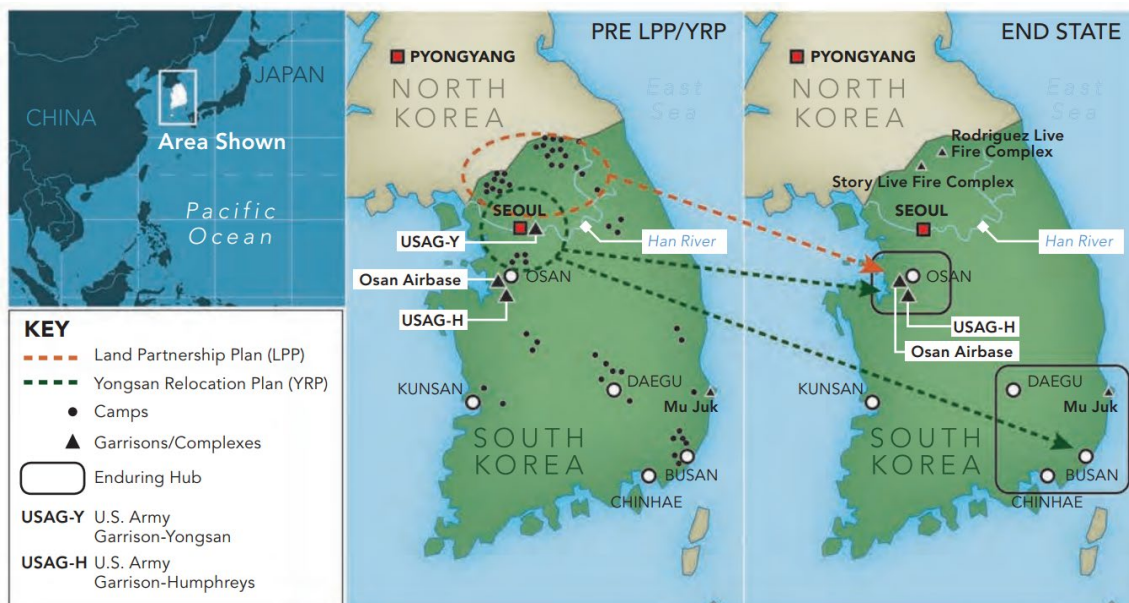 CHINA
JAPAN
Area Shown
Pacific
Ocean
KEY
Land Partnership Plan (LPP)
Yongsan Relocation Plan (YRP)
Camps
Garrisons/Complexes
Enduring Hub
USAG-Y U.S. Army
Garrison-Yongsan
USAG-H U.S. Army
Garrison-Humphreys
PRE LPP/YRP
PYONGYANG
NORTH
KOREA
East
Sea
SEOUL
USAG-Y
Han River
Osan Airbase
OSAN
USAG-H
KUNSAN
DAEGU
Mu Juk
SOUTH
KOREA
BUSAN
CHINHAE
END STATE
PYONGYANG
NORTH
KOREA
East
Sea
Rodriguez Live
Fire Complex
Story Live Fire Complex
SEOUL
Han River
OSAN
USAG-H
Osan Airbase
KUNSAN
DAEGU
Mu Juk
SOUTH
KOREA
BUSAN
CHINHAE